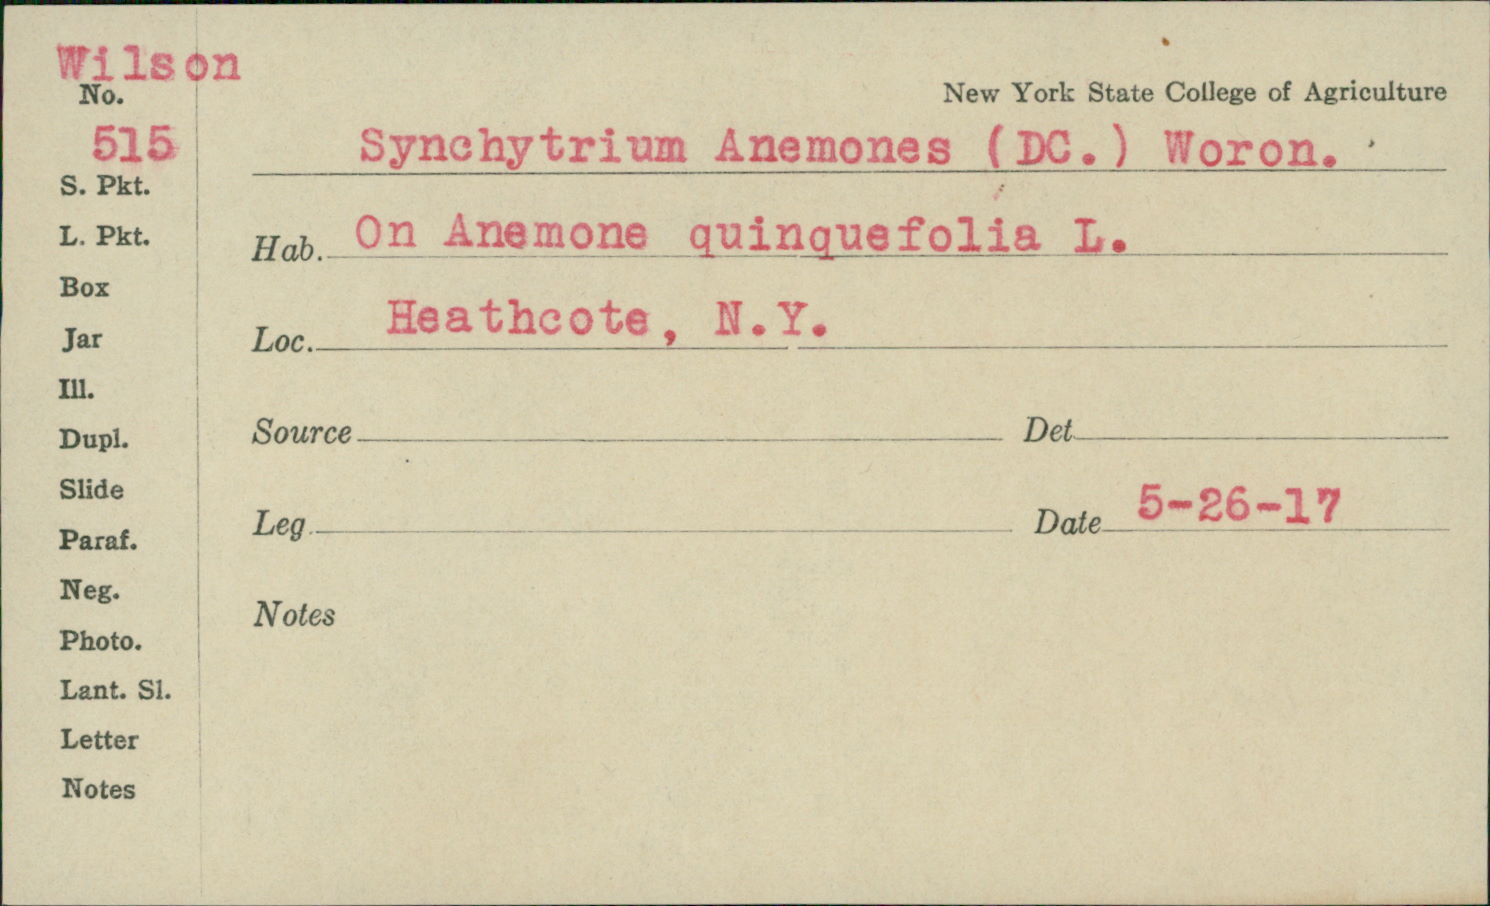 Wilson
No.
515
New York State College of Agriculture
Synchytrium Anemones (DC.) Woron.
S. Pkt.
L. Pkt.
Hab. On Anemone quinquefolia L.
Box
Jar
Loc. Heathcote, N.Y.
Ill.
Dupl.
Source Det.
Slide
Paraf.
Leg. Date 5-26-17
Neg.
Notes
Photo.
Lant. Sl.
Letter
Notes